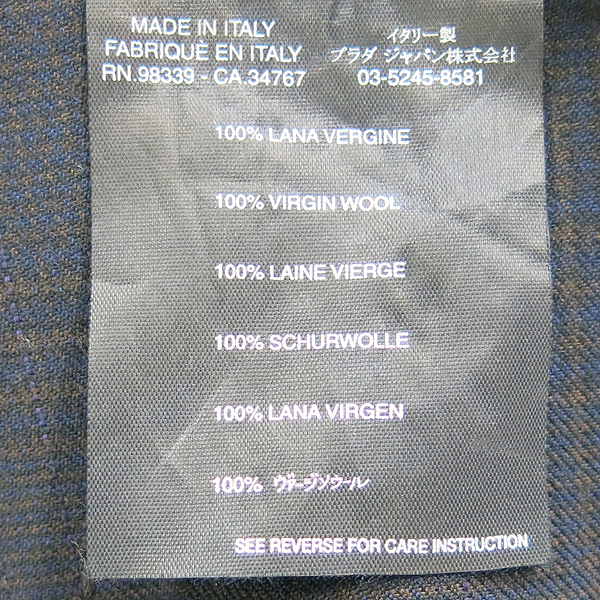 MADE IN ITALY
FABRIQUÉ EN ITALY
RN.98339 - CA.34767
イタリー製
プラダ ジャパン株式会社
03-5245-8581
100% LANA VERGINE
100% VIRGIN WOOL
100% LAINE VIERGE
100% SCHURWOLLE
100% LANA VIRGEN
100% ヴァージンウール
SEE REVERSE FOR CARE INSTRUCTION